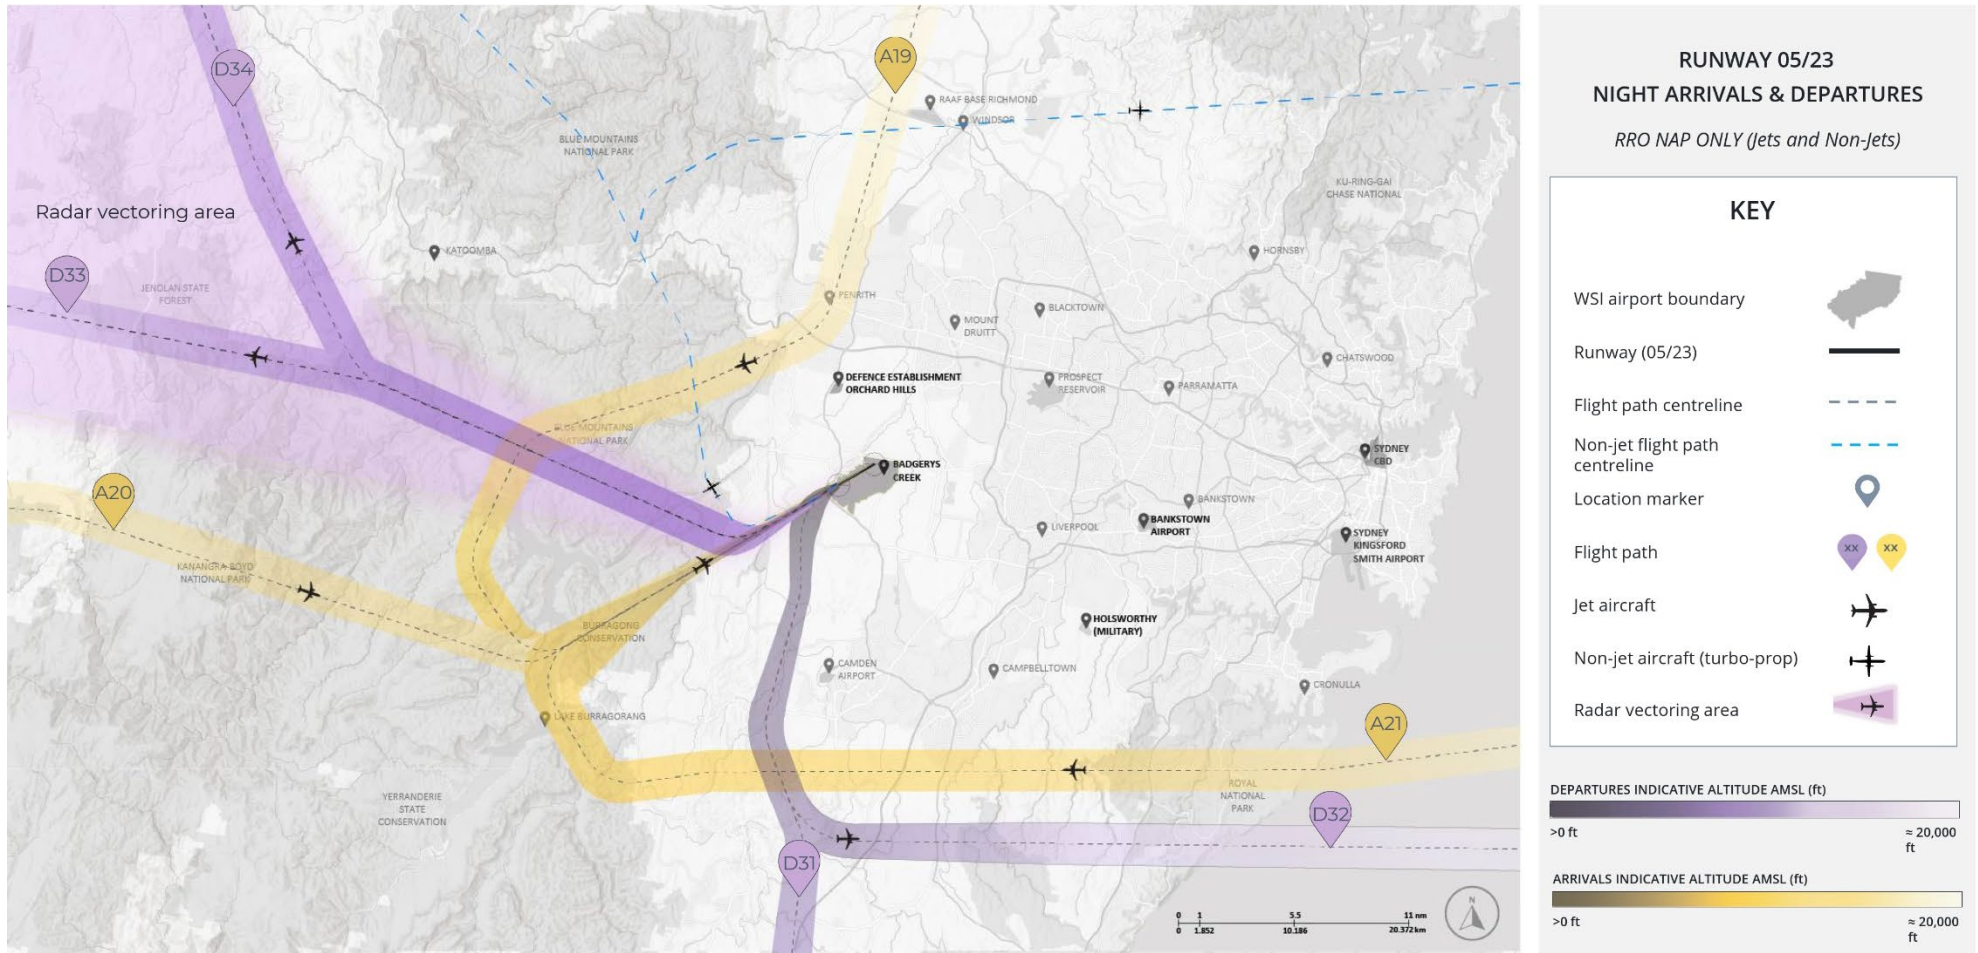 D34
A19
RAAF BASE RICHMOND
WINDSOR
BLUE MOUNTAINS
NATIONAL PARK
KU-RING-GAI
CHASE NATIONAL
Radar vectoring area
KATOOMBA
HORNSBY
D33
JENOLAN STATE
FOREST
PENRITH
BLACKTOWN
MOUNT
DRUITT
CHATSWOOD
DEFENCE ESTABLISHMENT
ORCHARD HILLS
PROSPECT
RESERVOIR
PARRAMATTA
BLUE MOUNTAINS
NATIONAL PARK
SYDNEY
CBD
BADGERYS
CREEK
A20
BANKSTOWN
BANKSTOWN
AIRPORT
LIVERPOOL
SYDNEY
KINGSFORD
SMITH AIRPORT
KANANGRA-BOYD
NATIONAL PARK
BURRAGONG
CONSERVATION
HOLSWORTHY
(MILITARY)
CAMDEN
AIRPORT
CAMPBELLTOWN
CRONULLA
LAKE BURRAGORANG
A21
YERRANDERIE
STATE
CONSERVATION
ROYAL
NATIONAL
PARK
D32
D31
0 1 5.5 11 nm
0 1.852 10.186 20.372km
N
RUNWAY 05/23
NIGHT ARRIVALS & DEPARTURES
RRO NAP ONLY (Jets and Non-Jets)
KEY
WSI airport boundary
Runway (05/23)
Flight path centreline
Non-jet flight path
centreline
Location marker
Flight path
XX XX
Jet aircraft
Non-jet aircraft (turbo-prop)
Radar vectoring area
DEPARTURES INDICATIVE ALTITUDE AMSL (ft)
>0 ft ≈ 20,000
ft
ARRIVALS INDICATIVE ALTITUDE AMSL (ft)
>0 ft ≈ 20,000
ft